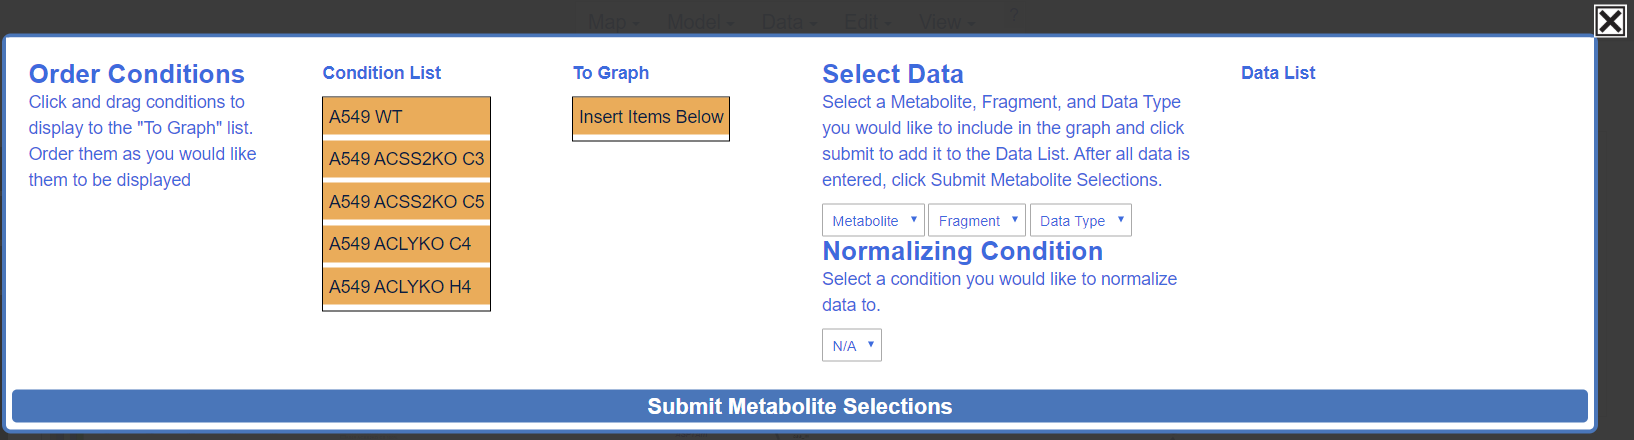 Map Model Data Edit View ?
Order Conditions
Click and drag conditions to
display to the "To Graph" list.
Order them as you would like
them to be displayed
Condition List
A549 WT
A549 ACSS2KO C3
A549 ACSS2KO C5
A549 ACLYKO C4
A549 ACLYKO H4
To Graph
Insert Items Below
Select Data
Select a Metabolite, Fragment, and Data Type
you would like to include in the graph and click
submit to add it to the Data List. After all data is
entered, click Submit Metabolite Selections.
Metabolite Fragment Data Type
Normalizing Condition
Select a condition you would like to normalize
data to.
N/A
Data List
Submit Metabolite Selections